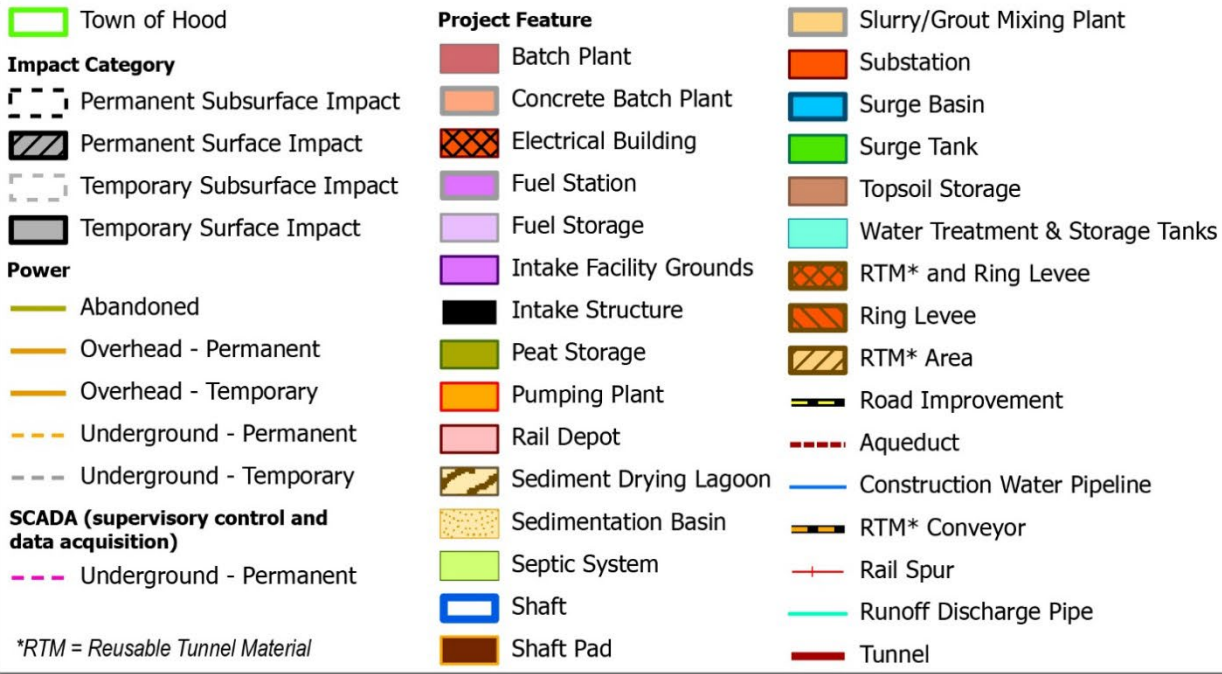 Town of Hood
Impact Category
Permanent Subsurface Impact
Permanent Surface Impact
Temporary Subsurface Impact
Temporary Surface Impact
Power
Abandoned
Overhead - Permanent
Overhead - Temporary
Underground - Permanent
Underground - Temporary
SCADA (supervisory control and
data acquisition)
Underground - Permanent
*RTM = Reusable Tunnel Material
Project Feature
Batch Plant
Concrete Batch Plant
Electrical Building
Fuel Station
Fuel Storage
Intake Facility Grounds
Intake Structure
Peat Storage
Pumping Plant
Rail Depot
Sediment Drying Lagoon
Sedimentation Basin
Septic System
Shaft
Shaft Pad
Slurry/Grout Mixing Plant
Substation
Surge Basin
Surge Tank
Topsoil Storage
Water Treatment & Storage Tanks
RTM* and Ring Levee
Ring Levee
RTM* Area
Road Improvement
Aqueduct
Construction Water Pipeline
RTM* Conveyor
Rail Spur
Runoff Discharge Pipe
Tunnel